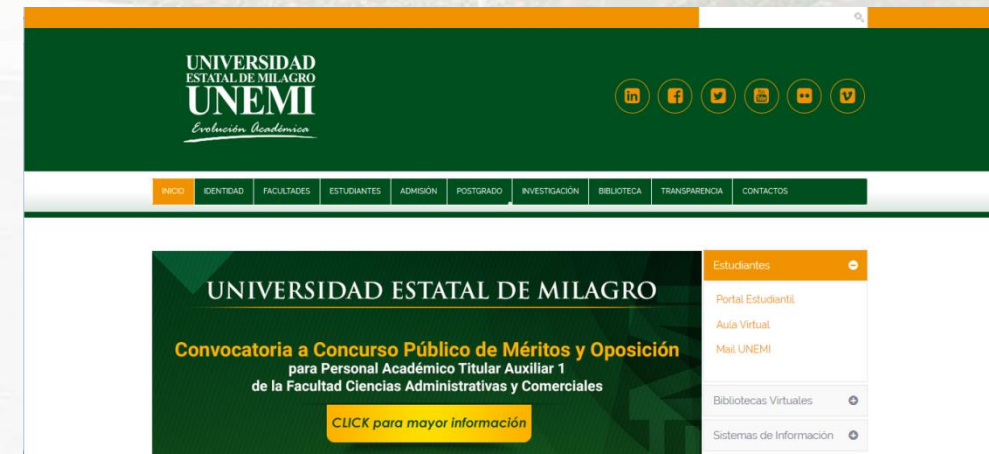 UNIVERSIDAD
ESTATAL DE MILAGRO
UNEMI
Evolución Académica
INICIO IDENTIDAD FACULTADES ESTUDIANTES ADMISIÓN POSTGRADO INVESTIGACIÓN BIBLIOTECA TRANSPARENCIA CONTACTOS
UNIVERSIDAD ESTATAL DE MILAGRO
Convocatoria a Concurso Público de Méritos y Oposición
para Personal Académico Titular Auxiliar 1
de la Facultad Ciencias Administrativas y Comerciales
CLICK para mayor información
Estudiantes
Portal Estudiantil
Aula Virtual
Mail UNEMI
Bibliotecas Virtuales
Sistemas de Información